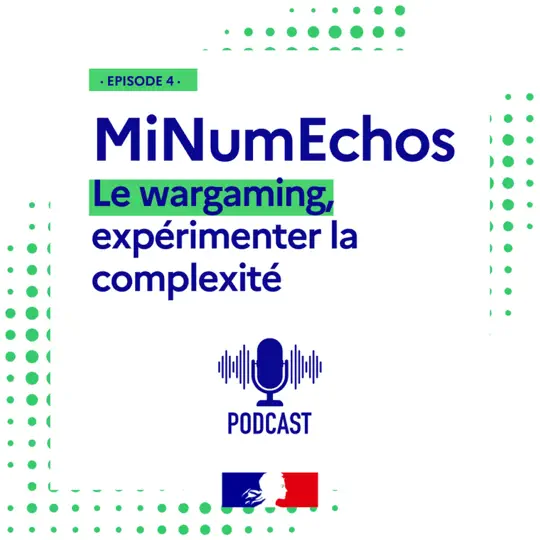 · EPISODE 4 ·
MiNumEchos
Le wargaming,
expérimenter la
complexité
PODCAST